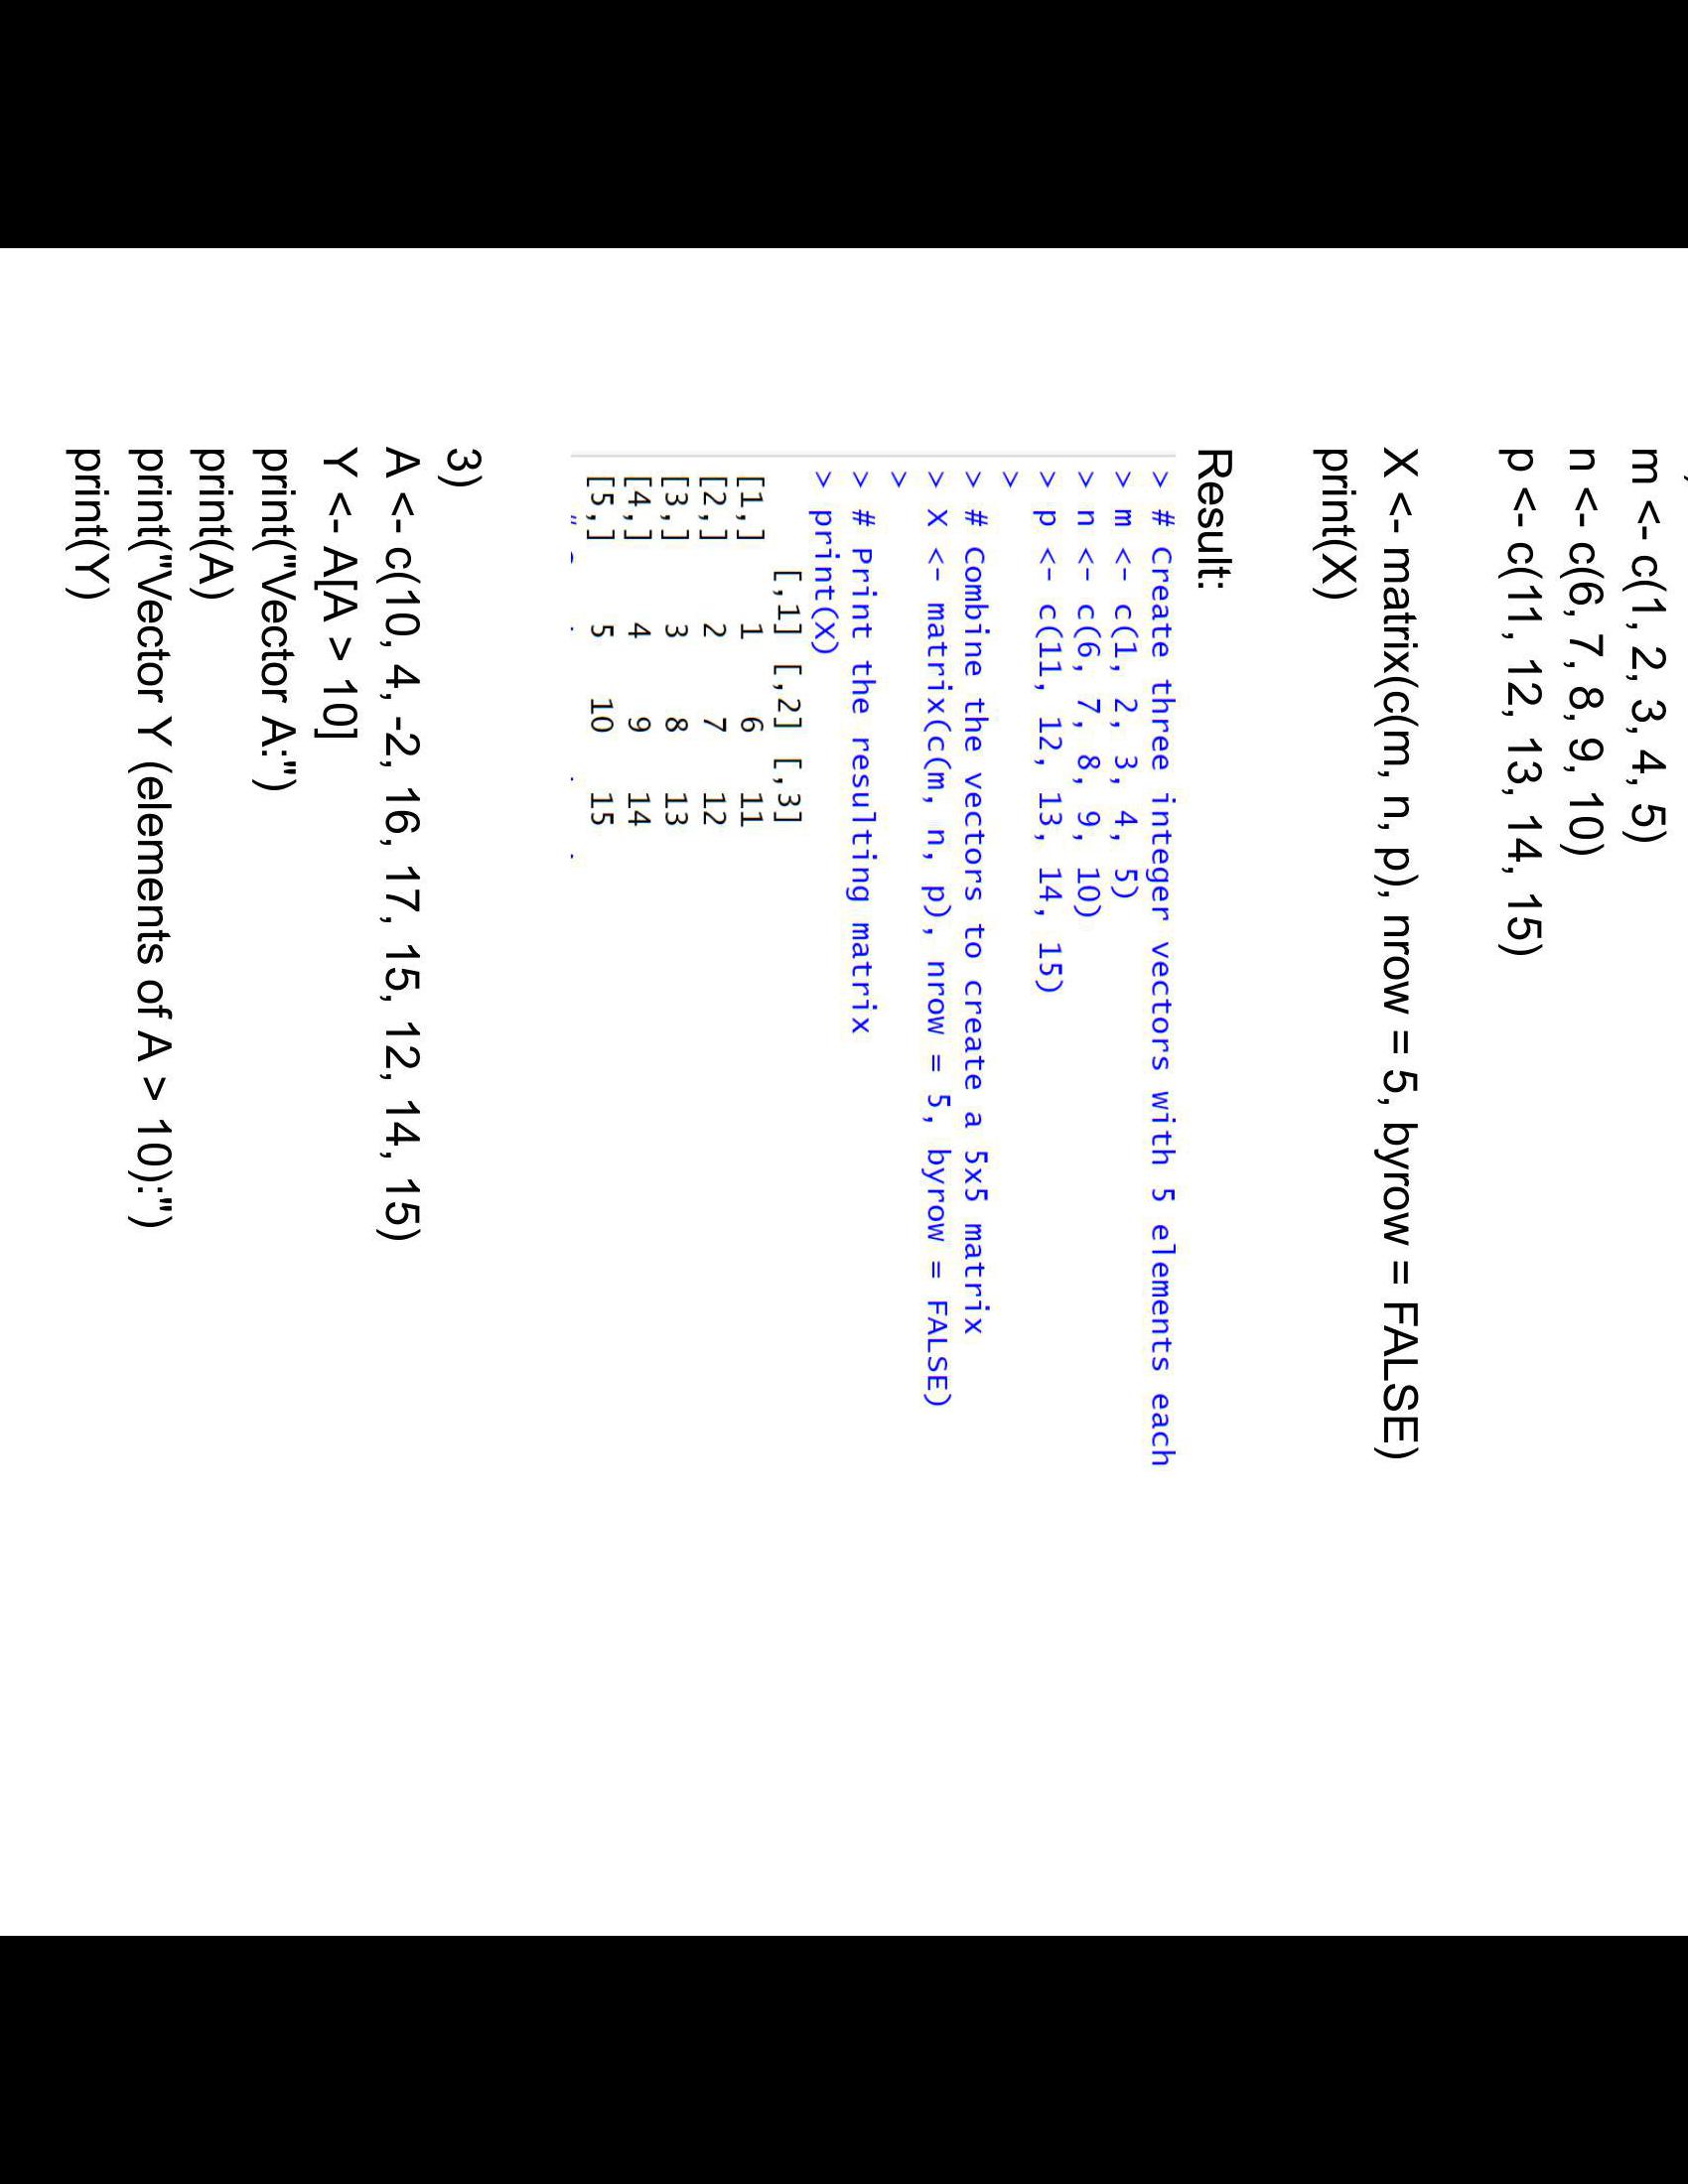 m <- c(1, 2, 3, 4, 5)
n <- c(6, 7, 8, 9, 10)
p <- c(11, 12, 13, 14, 15)
X <- matrix(c(m, n, p), nrow = 5, byrow = FALSE)
print(X)
Result:
> # Create three integer vectors with 5 elements each
> m <- c(1, 2, 3, 4, 5)
> n <- c(6, 7, 8, 9, 10)
> p <- c(11, 12, 13, 14, 15)
>
> # Combine the vectors to create a 5x5 matrix
> X <- matrix(c(m, n, p), nrow = 5, byrow = FALSE)
>
> # Print the resulting matrix
> print(X)
[,1] [,2] [,3]
[1,] 1 6 11
[2,] 2 7 12
[3,] 3 8 13
[4,] 4 9 14
[5,] 5 10 15
3)
A <- c(10, 4, -2, 16, 17, 15, 12, 14, 15)
Y <- A[A > 10]
print("Vector A:")
print(A)
print("Vector Y (elements of A > 10):")
print(Y)